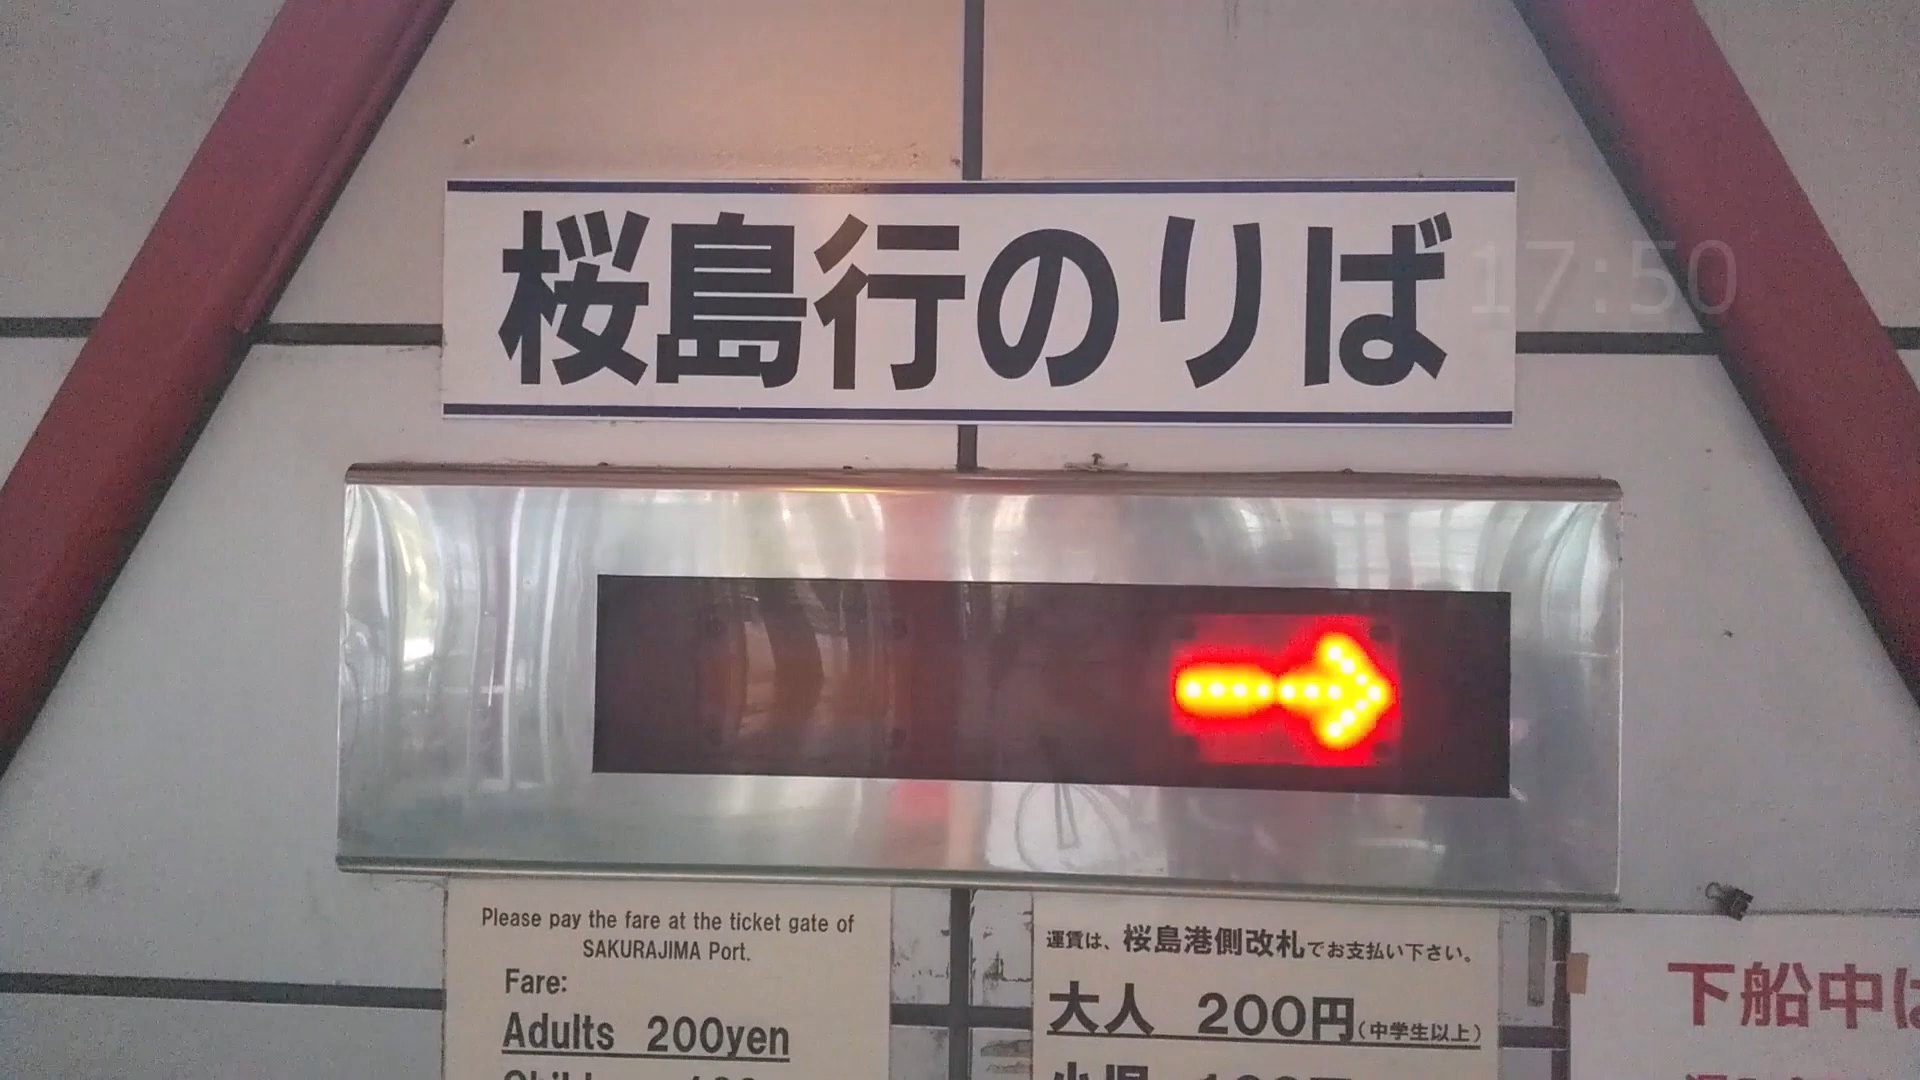 桜島行のりば
17:50
Please pay the fare at the ticket gate of
SAKURAJIMA Port.
Fare:
Adults 200yen
運賃は、桜島港側改札でお支払い下さい。
大人 200円(中学生以上)
下船中は